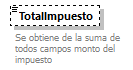 TotalImpuesto
Se obtiene de la suma de
todos campos monto del
impuesto